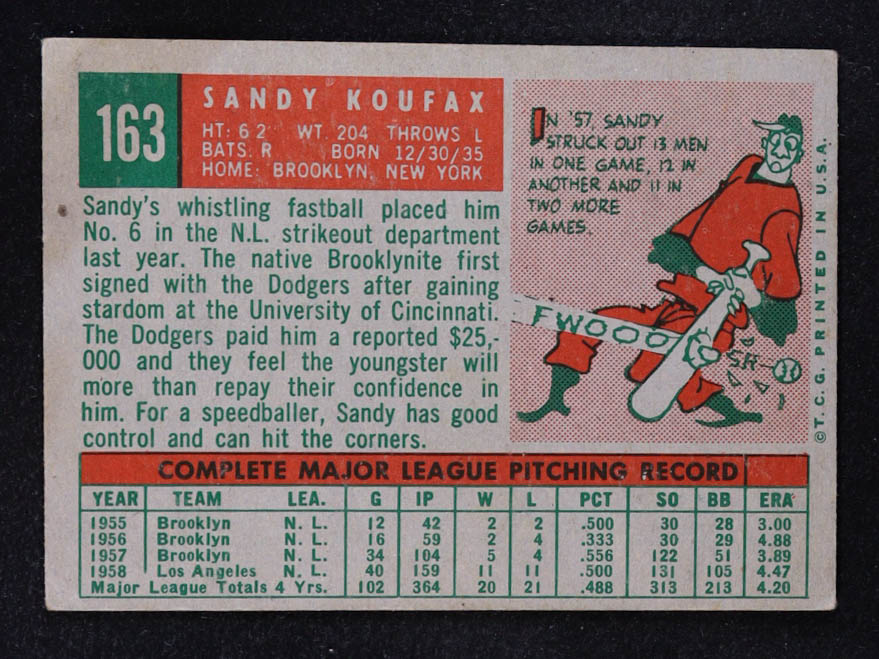 163
SANDY KOUFAX
HT: 6 2" WT. 204 THROWS L
BATS: R BORN 12/30/35
HOME: BROOKLYN, NEW YORK
Sandy's whistling fastball placed him
No. 6 in the N.L. strikeout department
last year. The native Brooklynite first
signed with the Dodgers after gaining
stardom at the University of Cincinnati.
The Dodgers paid him a reported $25,-
000 and they feel the youngster will
more than repay their confidence in
him. For a speedballer, Sandy has good
control and can hit the corners.
IN '57 SANDY
STRUCK OUT 13 MEN
IN ONE GAME, 12 IN
ANOTHER AND 11 IN
TWO MORE
GAMES.
FWOOOO
©T.C.G. PRINTED IN U.S.A.
COMPLETE MAJOR LEAGUE PITCHING RECORD
YEAR TEAM LEA. G IP W L PCT SO BB ERA
1955 Brooklyn N. L. 12 42 2 2 .500 30 28 3.00
1956 Brooklyn N. L. 16 59 2 4 .333 30 29 4.88
1957 Brooklyn N. L. 34 104 5 4 .556 122 51 3.89
1958 Los Angeles N. L. 40 159 11 11 .500 131 105 4.47
Major League Totals 4 Yrs. 102 364 20 21 .488 313 213 4.20